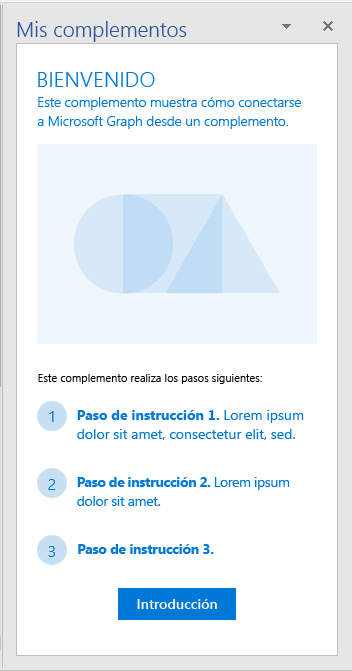 Mis complementos
BIENVENIDO
Este complemento muestra cómo conectarse
a Microsoft Graph desde un complemento.
Este complemento realiza los pasos siguientes:
1 Paso de instrucción 1. Lorem ipsum
dolor sit amet, consectetur elit, sed.
2 Paso de instrucción 2. Lorem ipsum
dolor sit amet.
3 Paso de instrucción 3.
Introducción